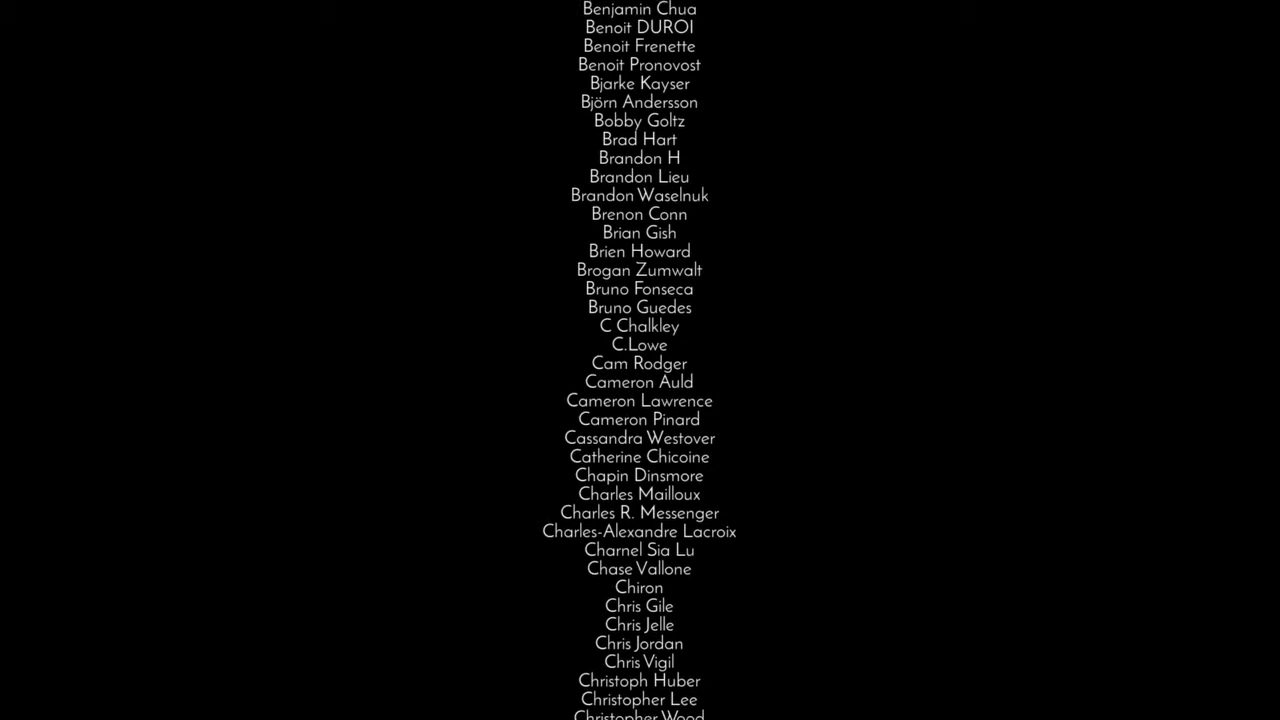 Benjamin Chua
Benoit DUROI
Benoit Frenette
Benoit Pronovost
Bjarke Kayser
Björn Andersson
Bobby Goltz
Brad Hart
Brandon H
Brandon Lieu
Brandon Waselnuk
Brenon Conn
Brian Gish
Brien Howard
Brogan Zumwalt
Bruno Fonseca
Bruno Guedes
C Chalkley
C.Lowe
Cam Rodger
Cameron Auld
Cameron Lawrence
Cameron Pinard
Cassandra Westover
Catherine Chicoine
Chapin Dinsmore
Charles Mailloux
Charles R. Messenger
Charles-Alexandre Lacroix
Charnel Sia Lu
Chase Vallone
Chiron
Chris Gile
Chris Jelle
Chris Jordan
Chris Vigil
Christoph Huber
Christopher Lee
Christopher Wood